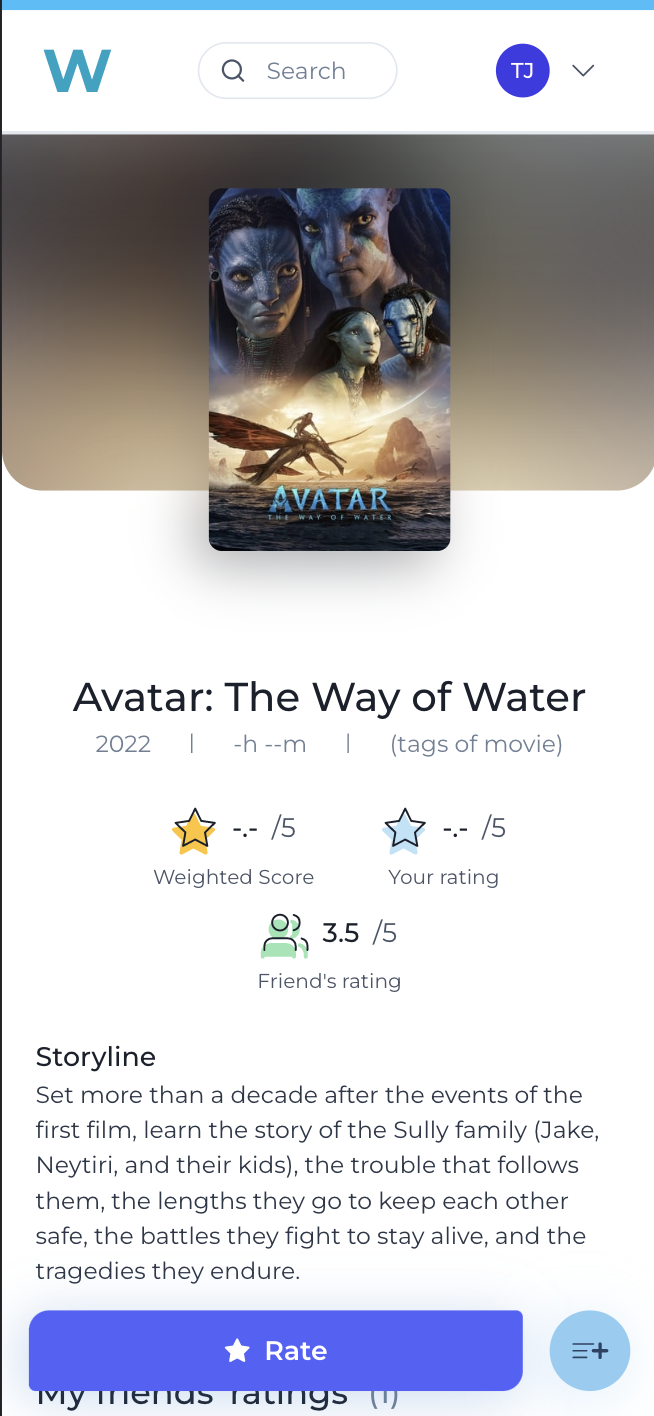 W
Search
TJ
AVATAR
THE WAY OF WATER
Avatar: The Way of Water
2022 | -h --m | (tags of movie)
-.- /5 -.- /5
Weighted Score Your rating
3.5 /5
Friend's rating
Storyline
Set more than a decade after the events of the
first film, learn the story of the Sully family (Jake,
Neytiri, and their kids), the trouble that follows
them, the lengths they go to keep each other
safe, the battles they fight to stay alive, and the
tragedies they endure.
Rate
My friends' ratings (1)